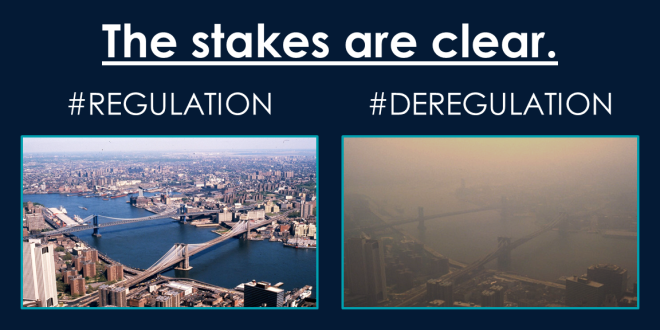 The stakes are clear.
#REGULATION
#DEREGULATION